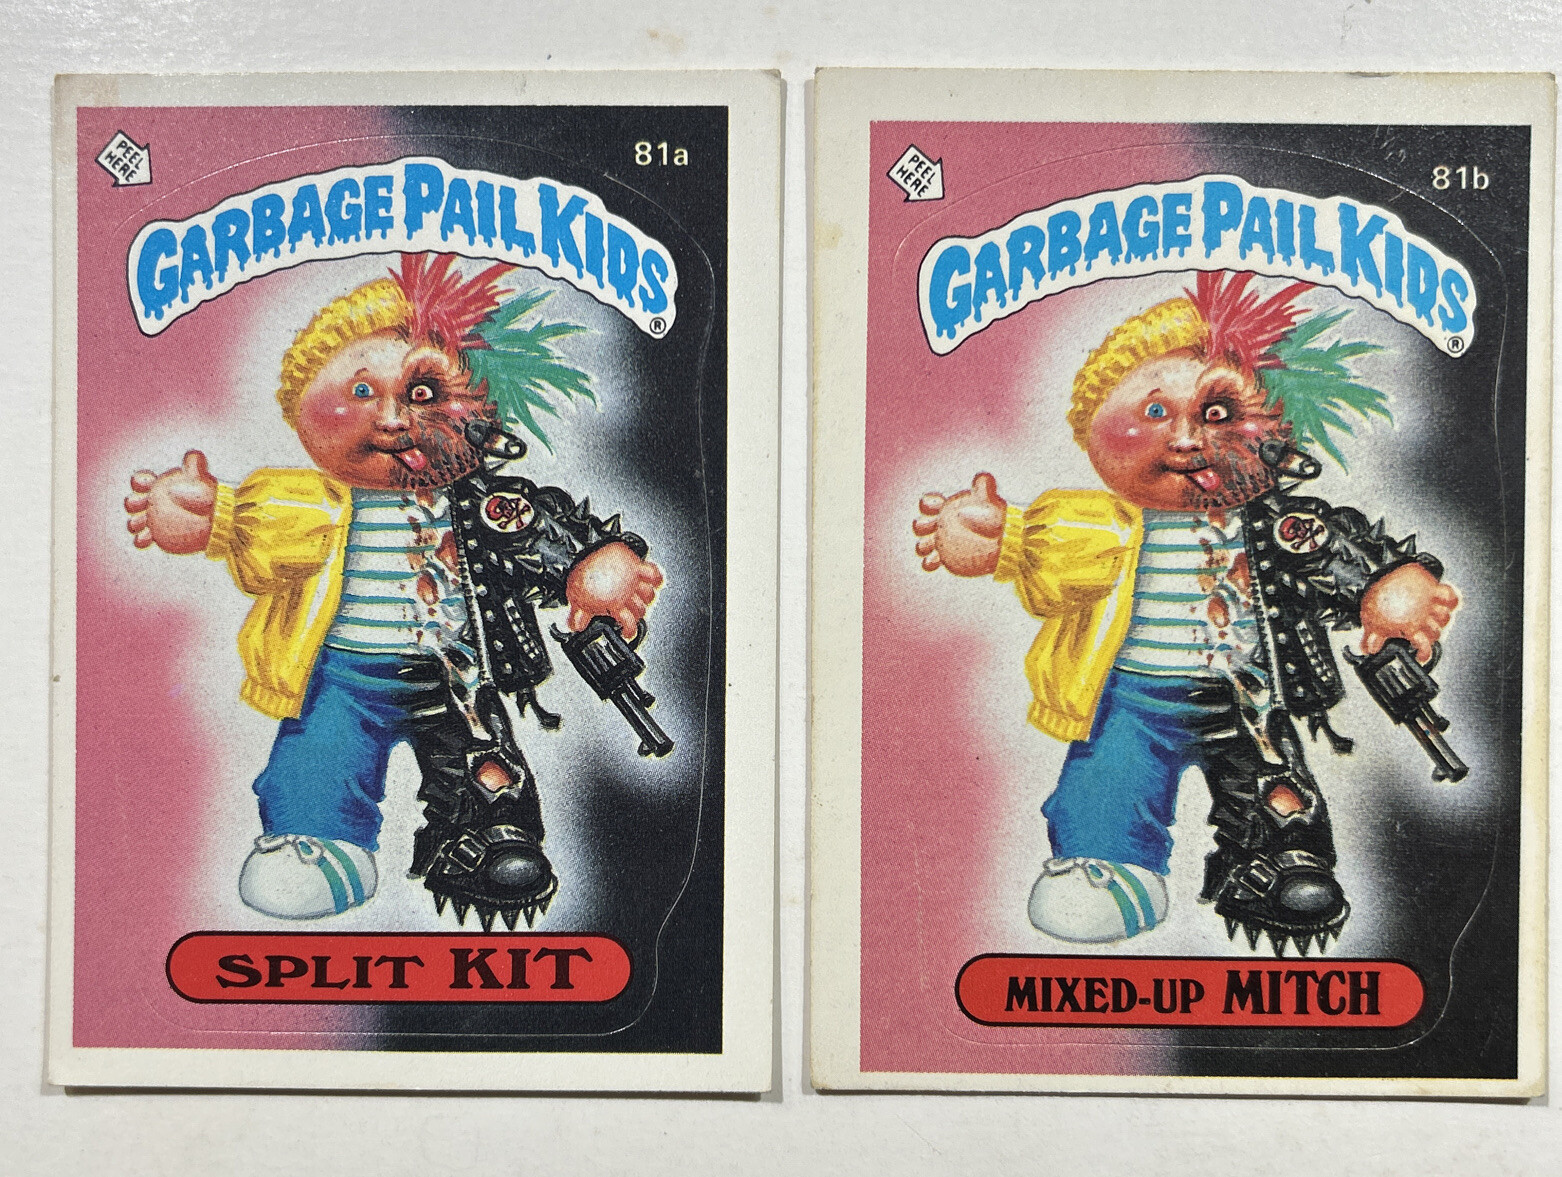 PEEL
HERE
81a
GARBAGE PAIL KIDS
®
SPLIT KIT
PEEL
HERE
81b
GARBAGE PAIL KIDS
®
MIXED-UP MITCH